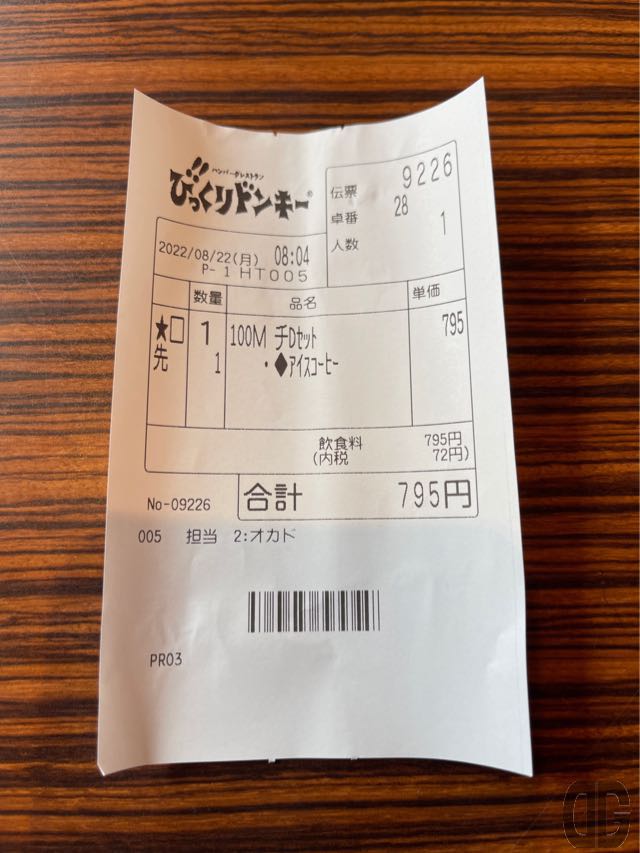 ハンバーグレストラン
びっくりドンキー®
伝票 9226
卓番 28
人数 1
2022/08/22(月) 08:04
P- 1 HT005
数量 品名 単価
★□ 1 100M チDセット 795
先 1 ・◆アイスコーヒー
飲食料 795円
(内税 72円)
No-09226 合計 795円
005 担当 2:オカド
PR03